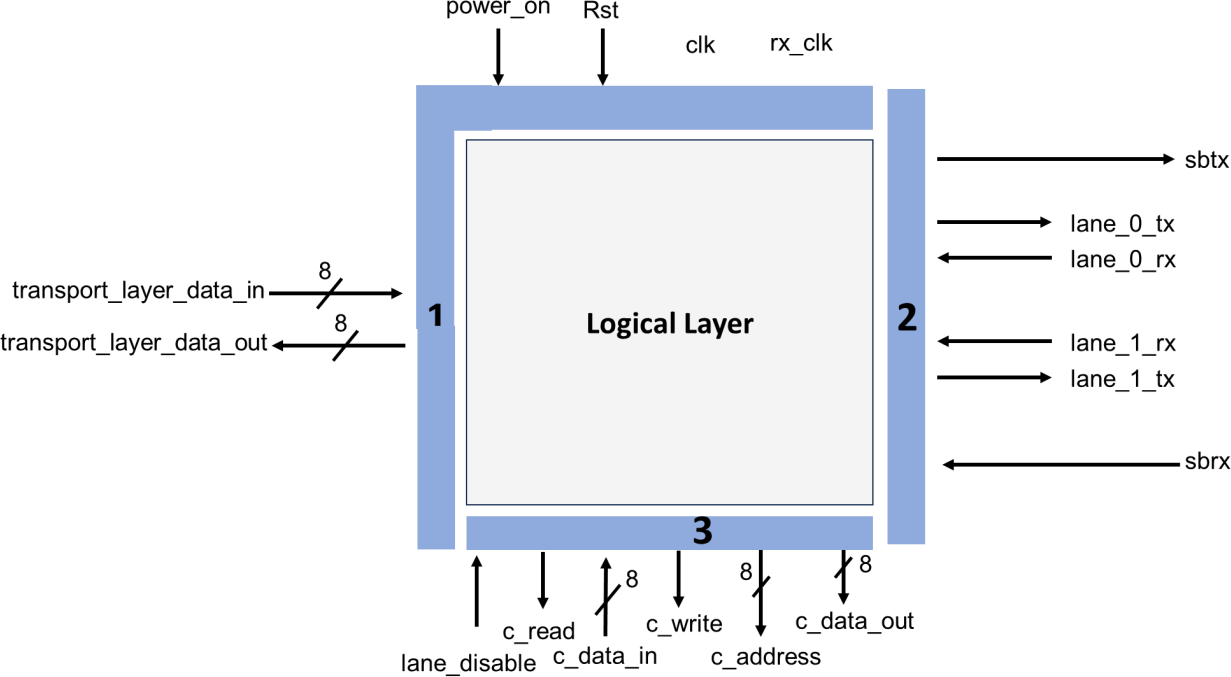 power_on
Rst
clk
rx_clk
sbtx
lane_0_tx
lane_0_rx
8
transport_layer_data_in
1
Logical Layer
2
8
transport_layer_data_out
lane_1_rx
lane_1_tx
sbrx
3
8
8
8
c_read
c_data_in
c_write
c_address
c_data_out
lane_disable